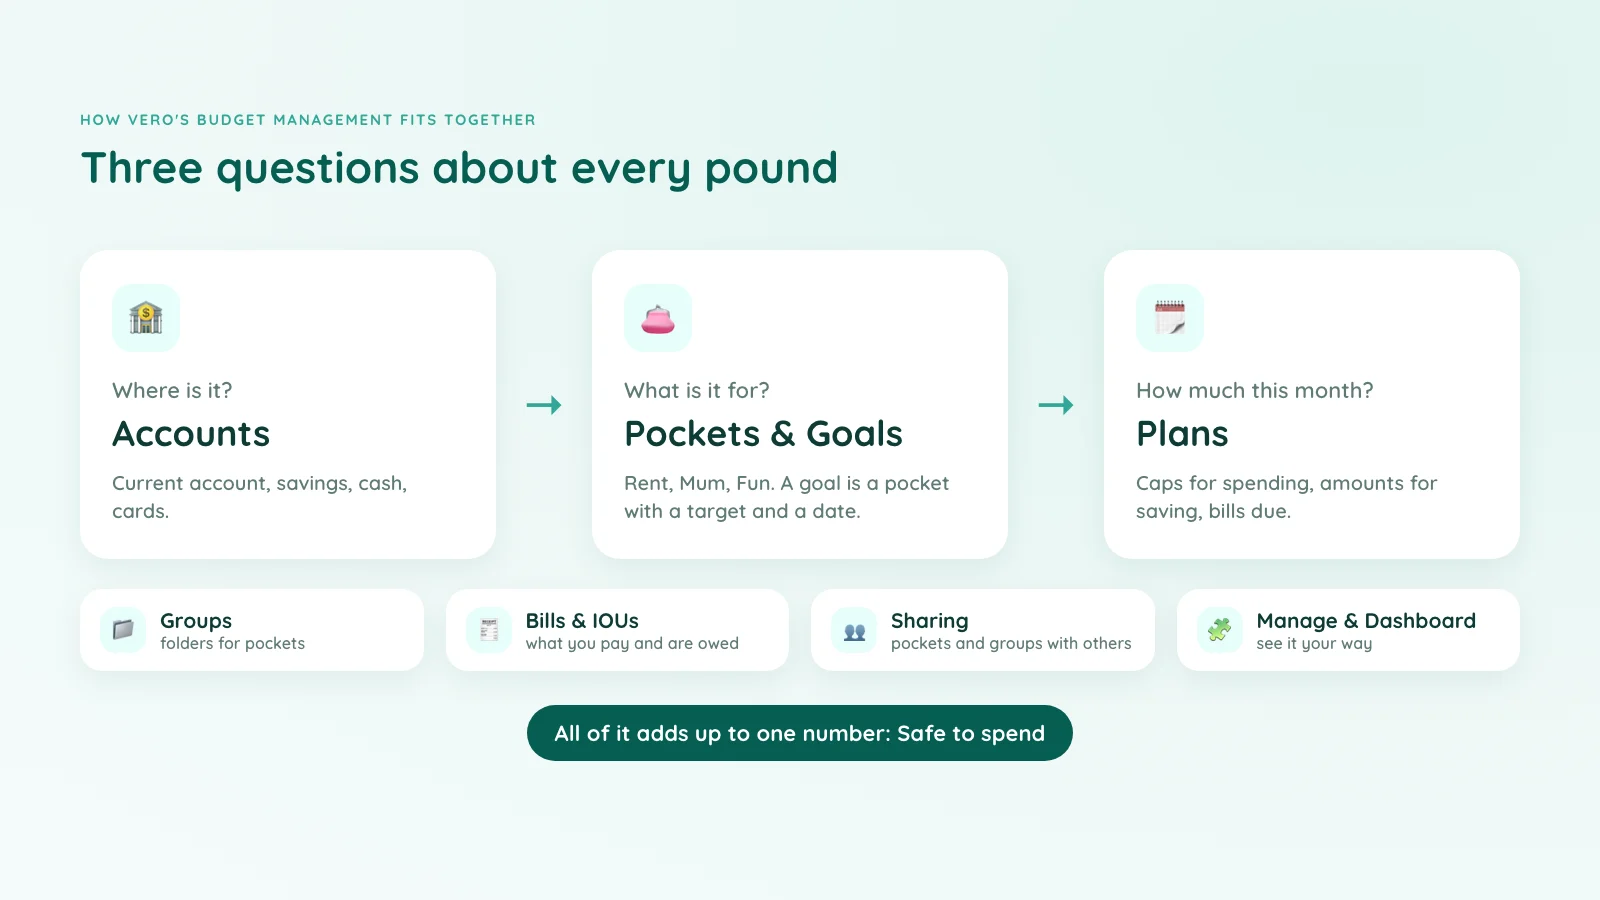 HOW VERO'S BUDGET MANAGEMENT FITS TOGETHER
Three questions about every pound
Where is it?
Accounts
Current account, savings, cash,
cards.
What is it for?
Pockets & Goals
Rent, Mum, Fun. A goal is a pocket
with a target and a date.
How much this month?
Plans
Caps for spending, amounts for
saving, bills due.
Groups
folders for pockets
Bills & IOUs
what you pay and are owed
Sharing
pockets and groups with others
Manage & Dashboard
see it your way
All of it adds up to one number: Safe to spend